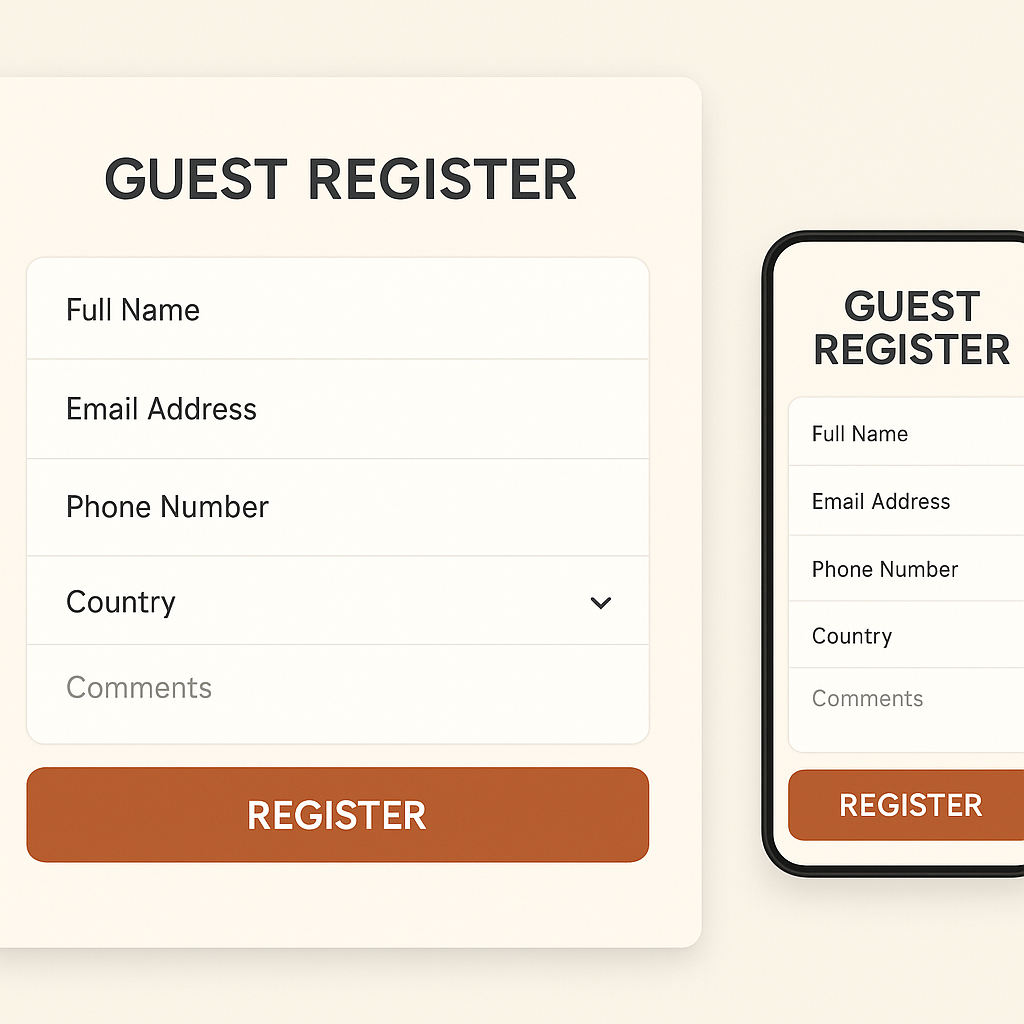 GUEST REGISTER
Full Name
Email Address
Phone Number
Country
Comments
REGISTER
GUEST
REGISTER
Full Name
Email Address
Phone Number
Country
Comments
REGISTER